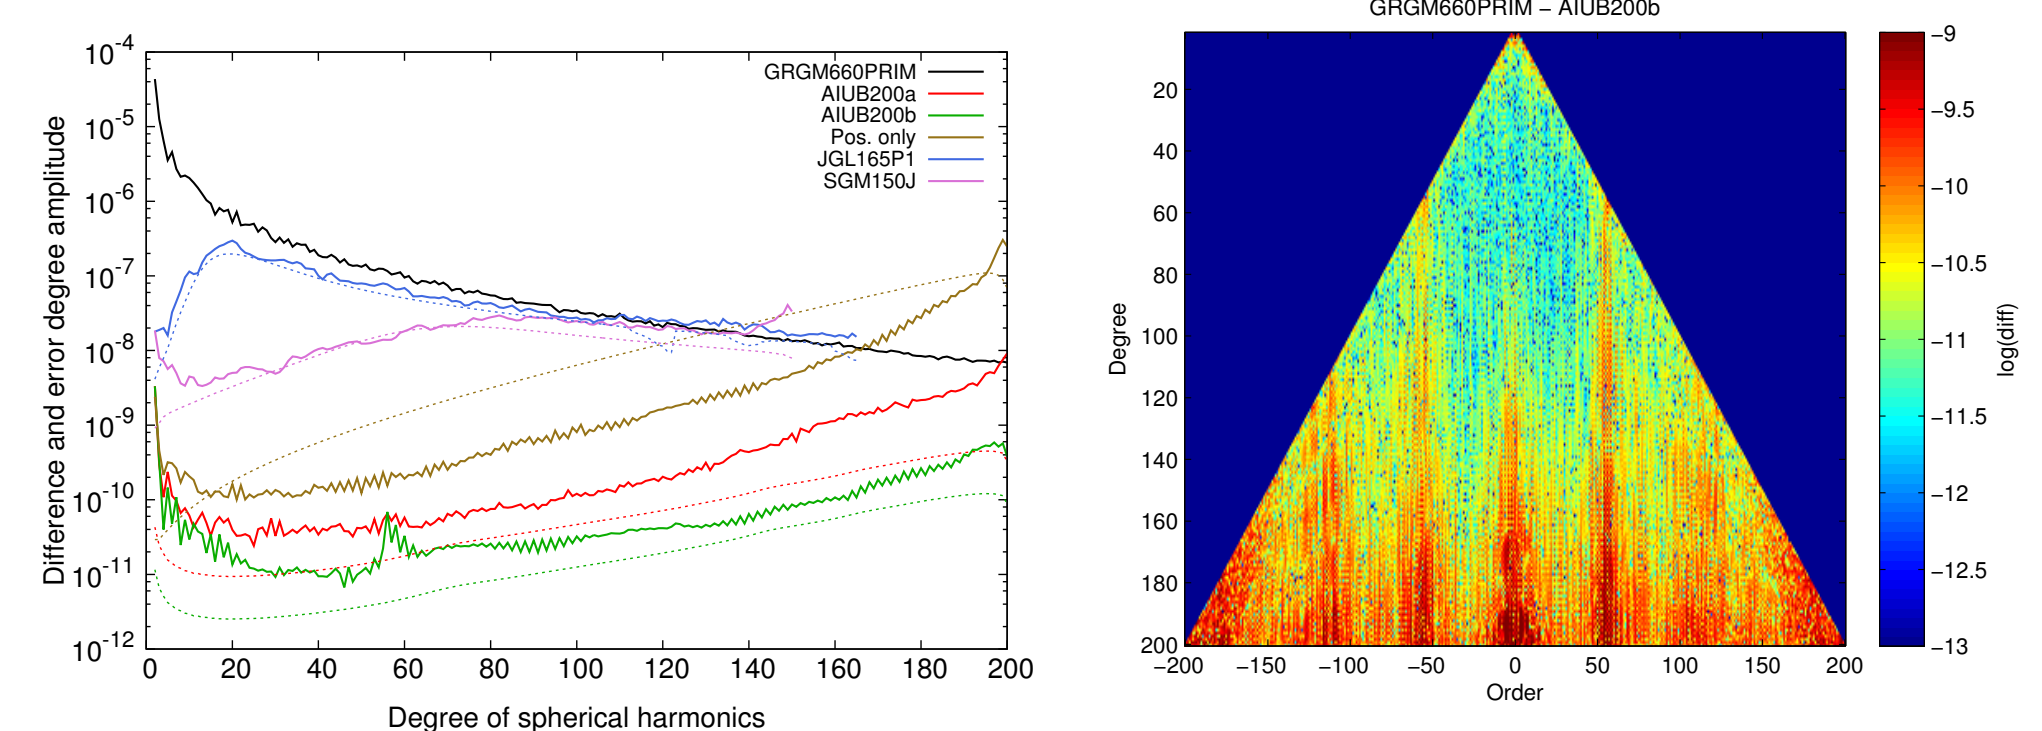 10^-4
10^-5
10^-6
10^-7
10^-8
10^-9
10^-10
10^-11
10^-12
Difference and error degree amplitude
GRGM660PRIM
AIUB200a
AIUB200b
Pos. only
JGL165P1
SGM150J
0 20 40 60 80 100 120 140 160 180 200
Degree of spherical harmonics
GRGM660PRIM − AIUB200b
20
40
60
80
100
120
140
160
180
200
Degree
−200 −150 −100 −50 0 50 100 150 200
Order
−9
−9.5
−10
−10.5
−11
−11.5
−12
−12.5
−13
log(diff)